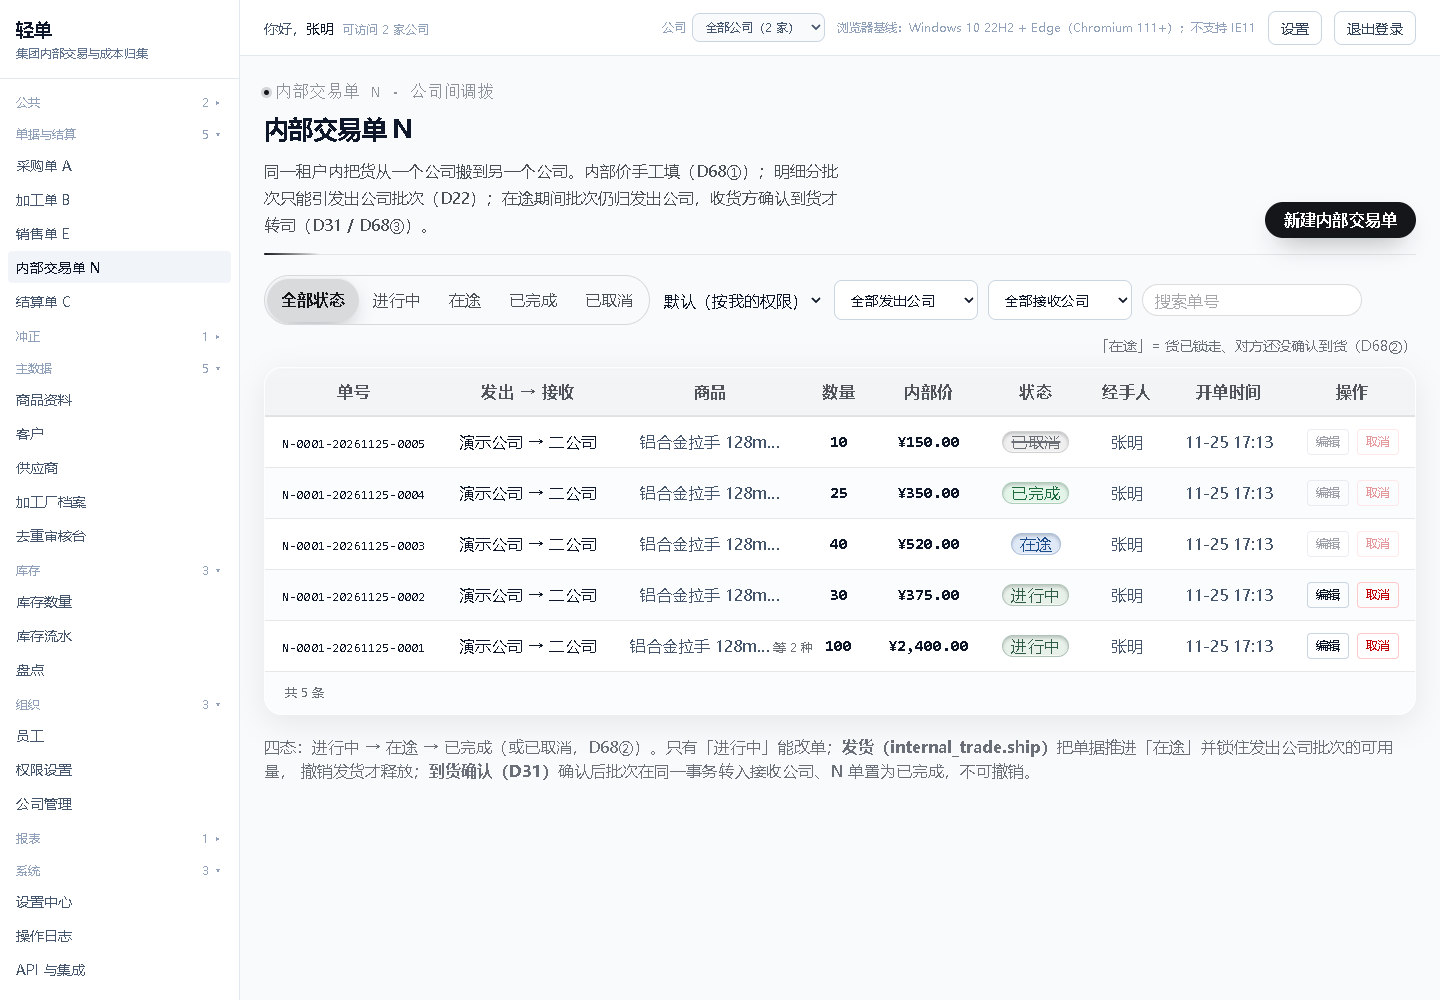 轻单
集团内部交易与成本归集
公共 2 ▸
单据与结算 5 ▾
采购单 A
加工单 B
销售单 E
内部交易单 N
结算单 C
冲正 1 ▸
主数据 5 ▾
商品资料
客户
供应商
加工厂档案
去重审核台
库存 3 ▾
库存数量
库存流水
盘点
组织 3 ▾
员工
权限设置
公司管理
报表 1 ▸
系统 3 ▾
设置中心
操作日志
API 与集成
你好，张明 可访问 2 家公司
公司 全部公司（2 家） 浏览器基线：Windows 10 22H2 + Edge（Chromium 111+）；不支持 IE11 设置 退出登录
内部交易单 N - 公司间调拨
内部交易单 N
同一租户内把货从一个公司搬到另一个公司。内部价手工填（D68①）；明细分批
次只能引发出公司批次（D22）；在途期间批次仍归发出公司，收货方确认到货才
转司（D31 / D68③）。
新建内部交易单
全部状态 进行中 在途 已完成 已取消 默认（按我的权限） 全部发出公司 全部接收公司 搜索单号
「在途」= 货已锁走、对方还没确认到货（D68②）
单号 发出 → 接收 商品 数量 内部价 状态 经手人 开单时间 操作
N-0001-20261125-0005 演示公司 → 二公司 铝合金拉手 128m... 10 ¥150.00 已取消 张明 11-25 17:13 编辑 取消
N-0001-20261125-0004 演示公司 → 二公司 铝合金拉手 128m... 25 ¥350.00 已完成 张明 11-25 17:13 编辑 取消
N-0001-20261125-0003 演示公司 → 二公司 铝合金拉手 128m... 40 ¥520.00 在途 张明 11-25 17:13 编辑 取消
N-0001-20261125-0002 演示公司 → 二公司 铝合金拉手 128m... 30 ¥375.00 进行中 张明 11-25 17:13 编辑 取消
N-0001-20261125-0001 演示公司 → 二公司 铝合金拉手 128m... 等 2 种 100 ¥2,400.00 进行中 张明 11-25 17:13 编辑 取消
共 5 条
四态：进行中 → 在途 → 已完成（或已取消，D68②）。只有「进行中」能改单；发货（internal_trade.ship）把单据推进「在途」并锁住发出公司批次的可用
量， 撤销发货才释放；到货确认（D31）确认后批次在同一事务转入接收公司、N 单置为已完成，不可撤销。